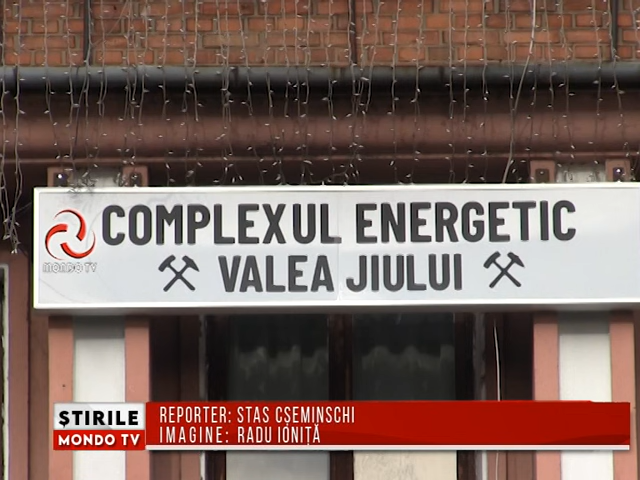 COMPLEXUL ENERGETIC
VALEA JIULUI
MONDO TV
ȘTIRILE
MONDO TV
REPORTER: STAS CSEMINSCHI
IMAGINE: RADU IONIȚĂ